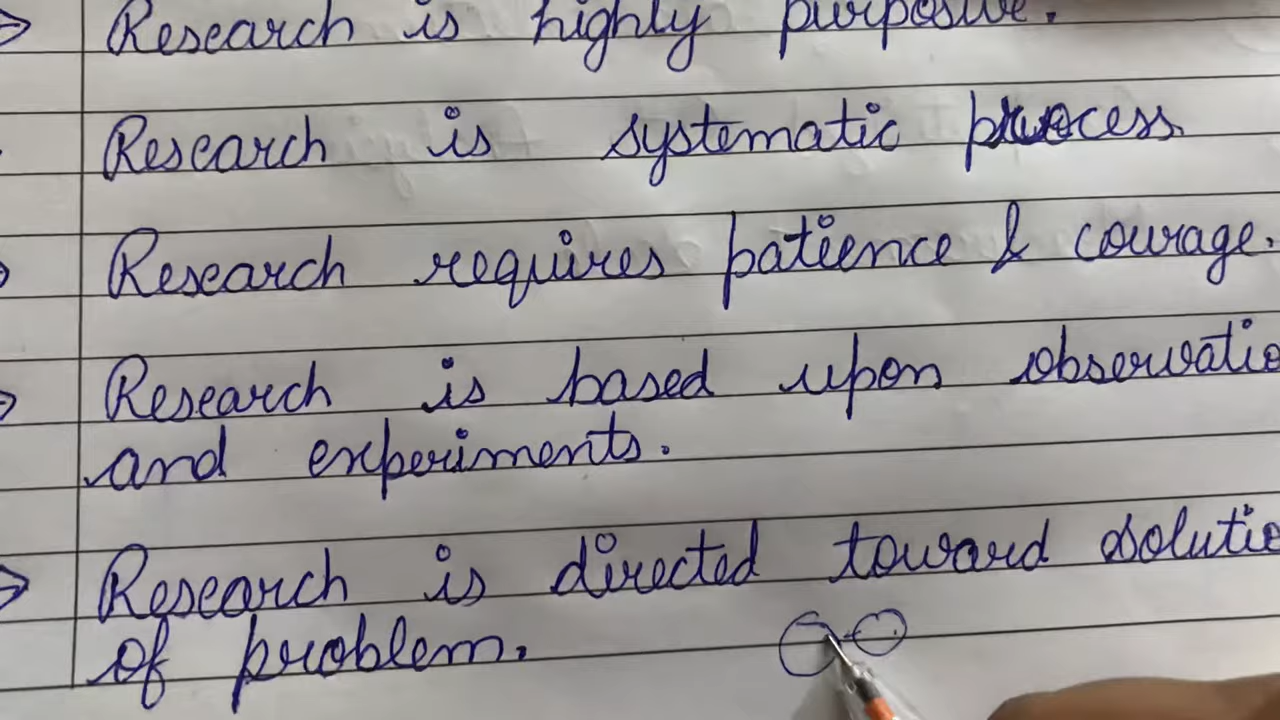 Research is highly purposive.
Research is systematic process
Research requires patience & courage.
Research is based upon observatio
and experiments.
Research is directed toward solutio
of problem.